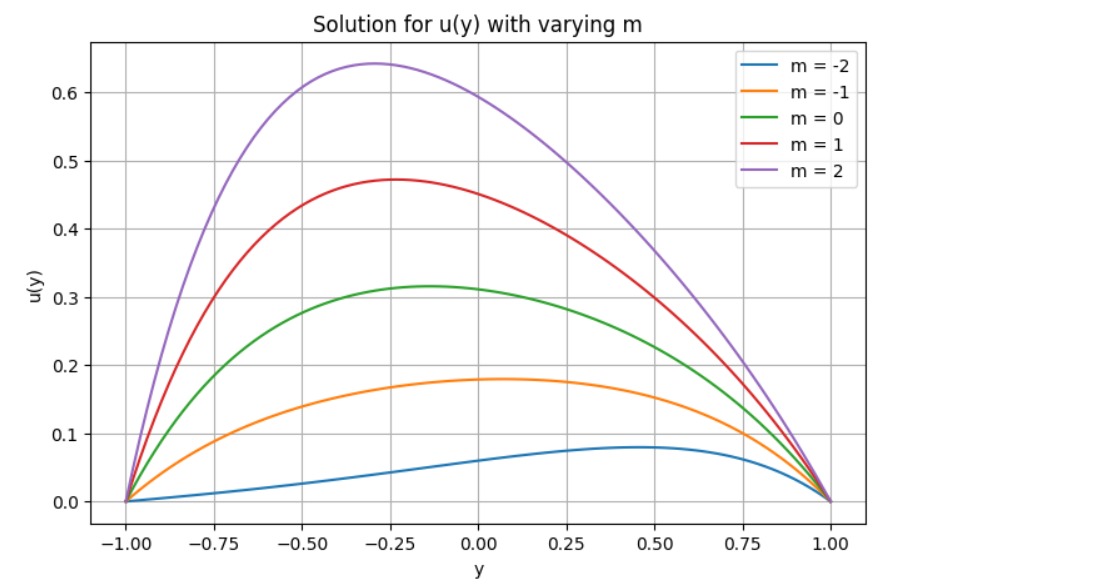 Solution for u(y) with varying m
m = -2
m = -1
m = 0
m = 1
m = 2
u(y)
0.6
0.5
0.4
0.3
0.2
0.1
0.0
−1.00 −0.75 −0.50 −0.25 0.00 0.25 0.50 0.75 1.00
y